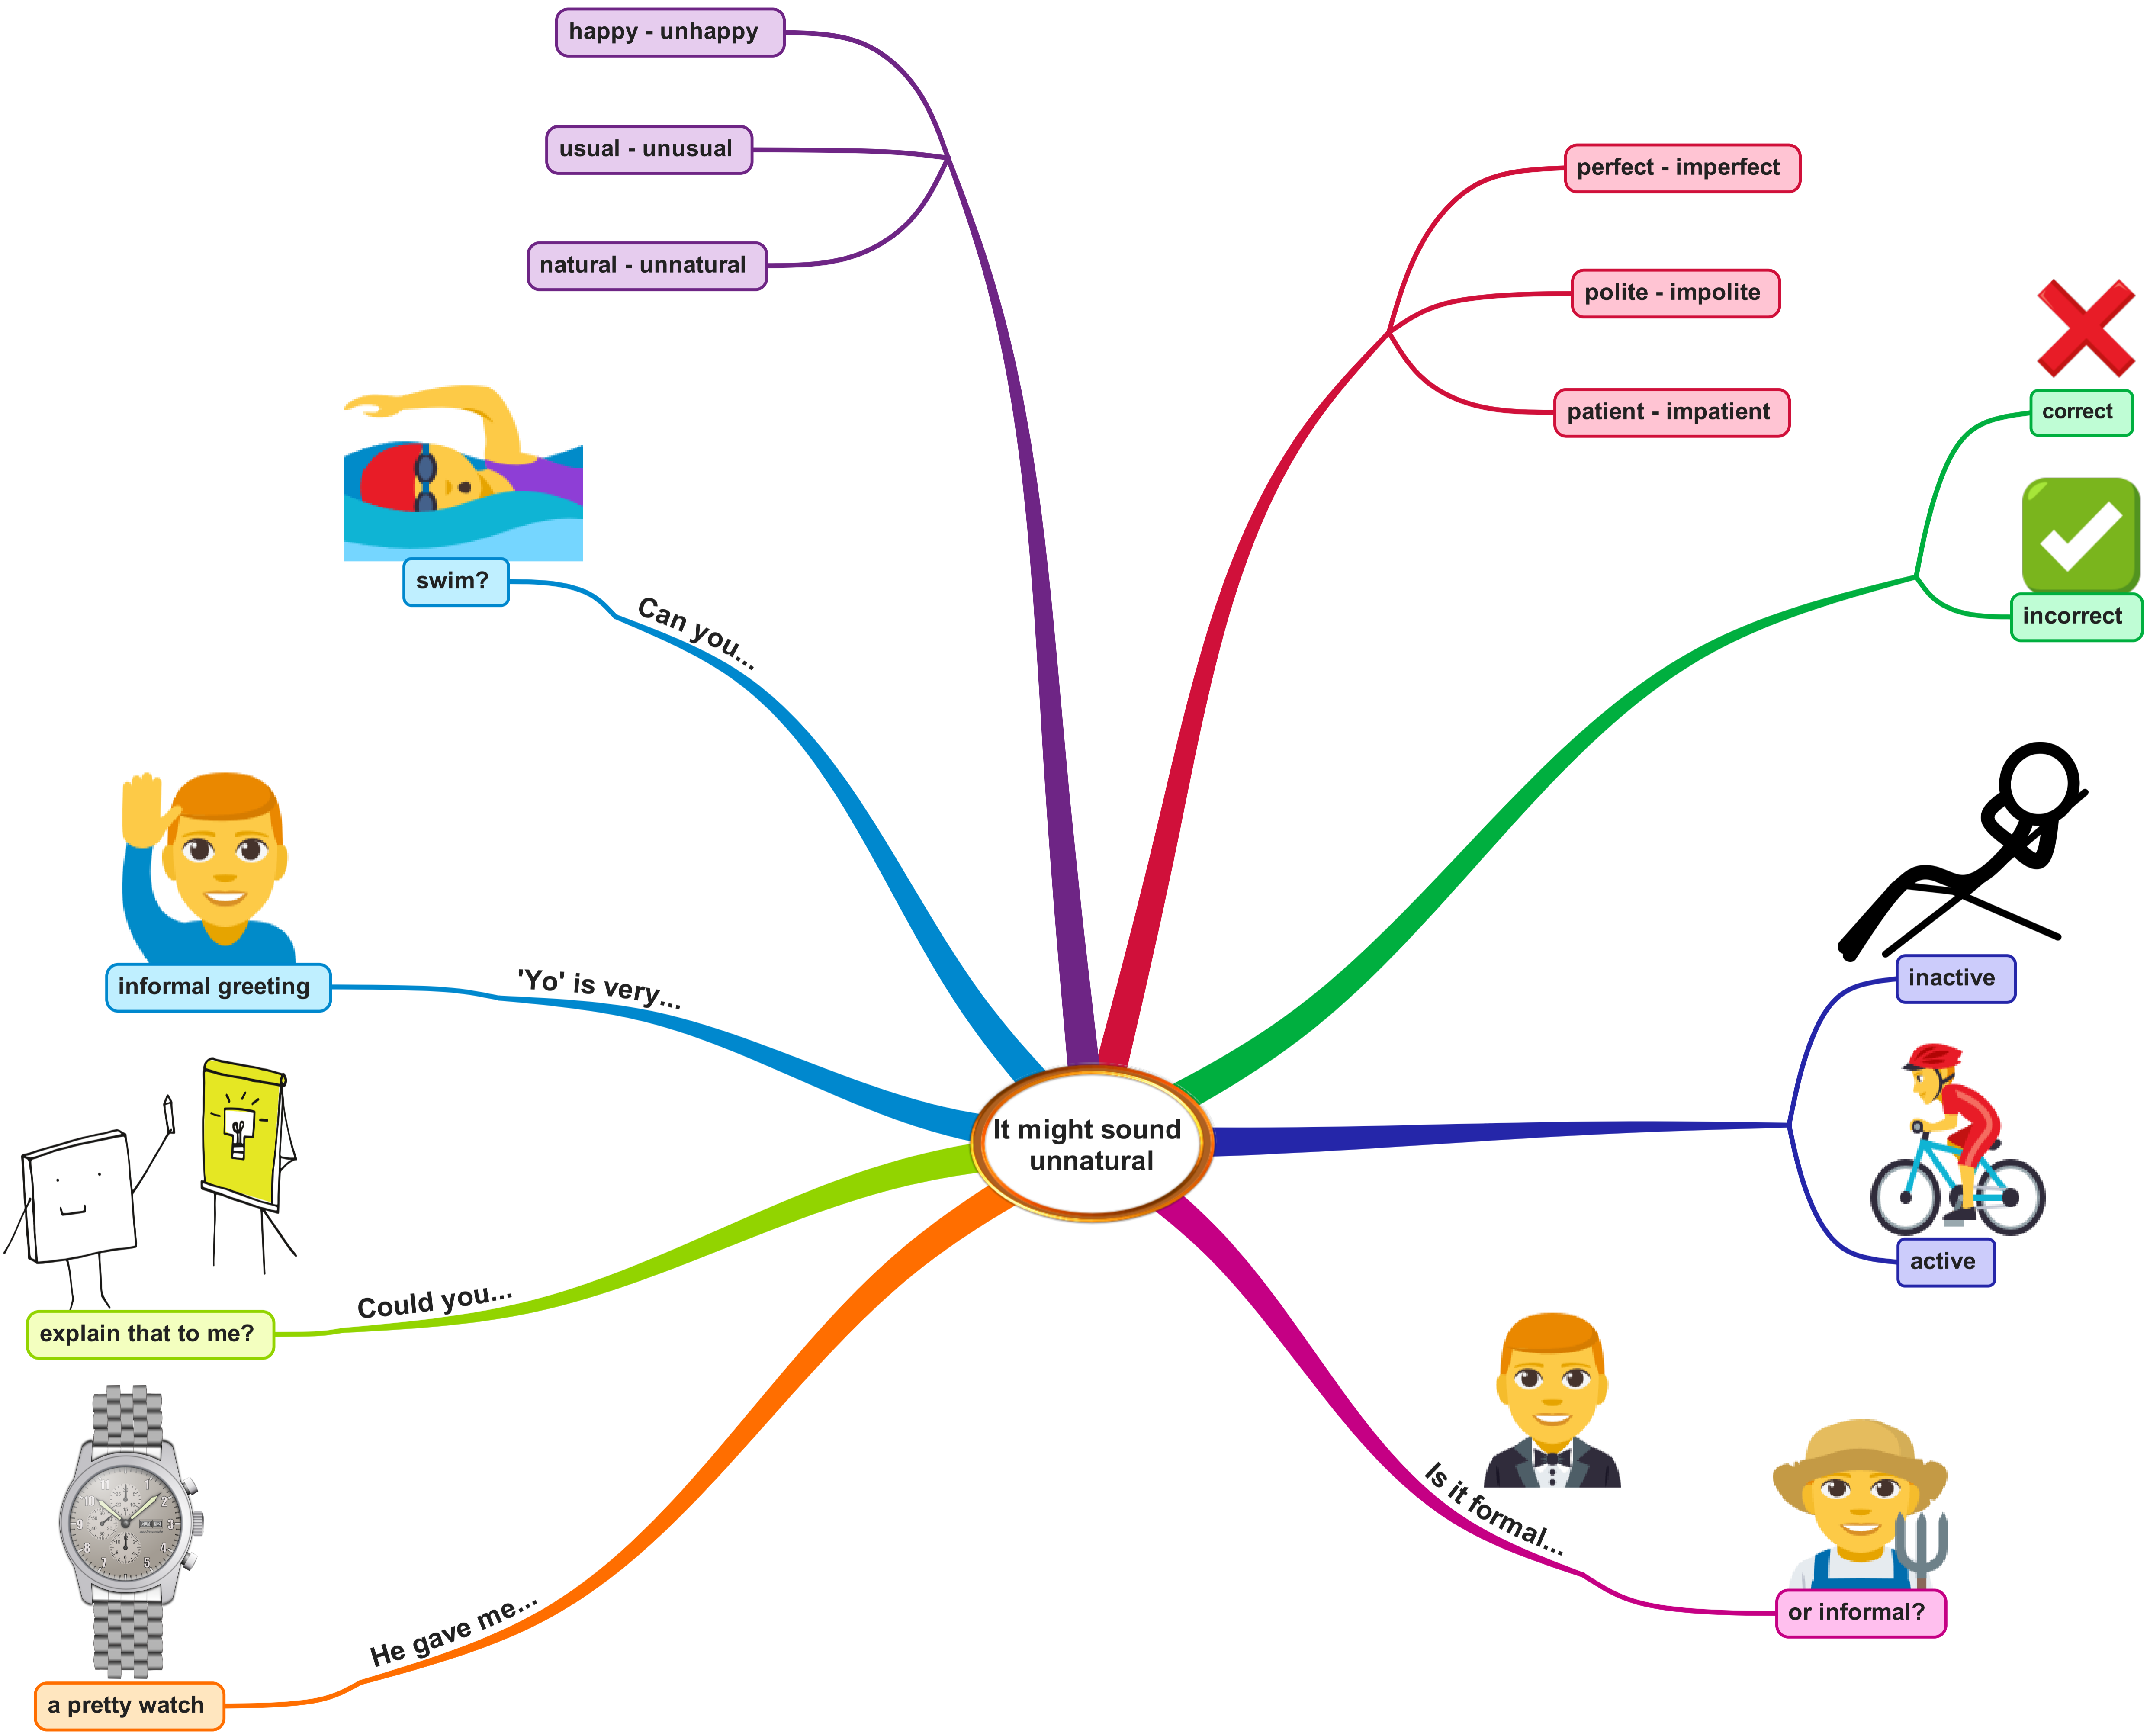 happy - unhappy
usual - unusual
natural - unnatural
perfect - imperfect
polite - impolite
patient - impatient
correct
incorrect
swim?
Can you...
informal greeting
'Yo' is very...
inactive
active
It might sound
unnatural
explain that to me?
Could you...
Is it formal...
or informal?
He gave me...
a pretty watch